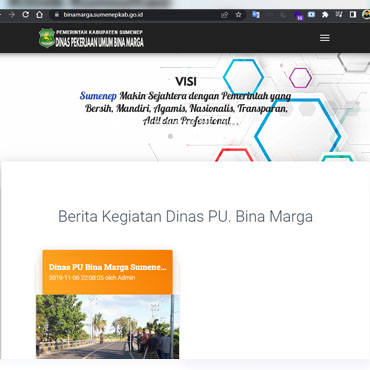 binamarga.sumenepkab.go.id
PEMERINTAH KABUPATEN SUMENEP
DINAS PEKERJAAN UMUM BINA MARGA
VISI
Sumenep Makin Sejahtera dengan Pemerintah yang
Bersih, Mandiri, Agamis, Nasionalis, Transparan,
Adil dan Profesional
Berita Kegiatan Dinas PU. Bina Marga
Dinas PU Bina Marga Sumene...
2019-11-06 22:08:05 oleh Admin